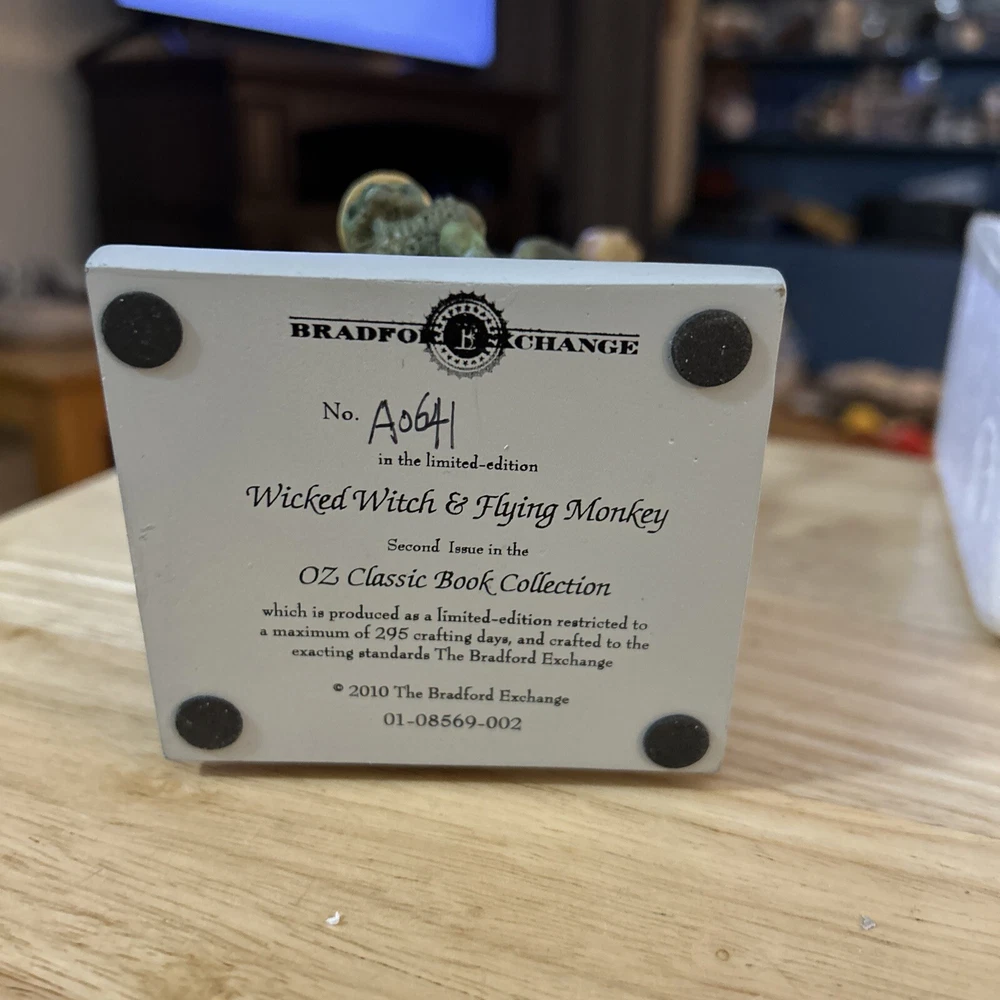 BRADFORD EXCHANGE
No. A0641
in the limited-edition
Wicked Witch & Flying Monkey
Second Issue in the
OZ Classic Book Collection
which is produced as a limited-edition restricted to
a maximum of 295 crafting days, and crafted to the
exacting standards The Bradford Exchange
© 2010 The Bradford Exchange
01-08569-002